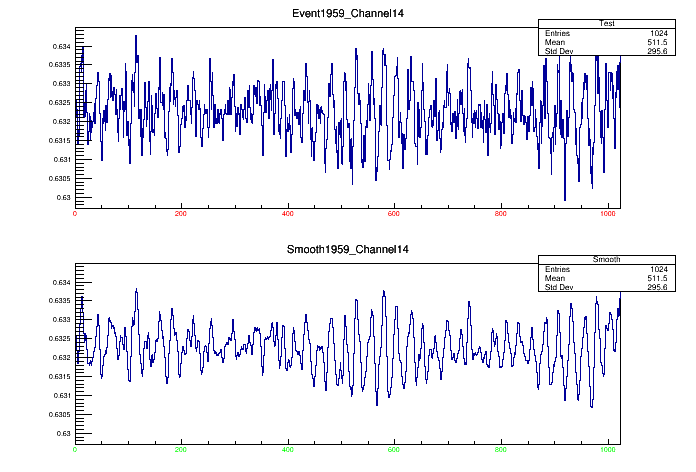 Event1959_Channel14
Test
Entries 1024
Mean 511.5
Std Dev 295.6
0.634
0.6335
0.633
0.6325
0.632
0.6315
0.631
0.6305
0.63
0 200 400 600 800 1000
Smooth1959_Channel14
Smooth
Entries 1024
Mean 511.5
Std Dev 295.6
0.634
0.6335
0.633
0.6325
0.632
0.6315
0.631
0.6305
0.63
0 200 400 600 800 1000